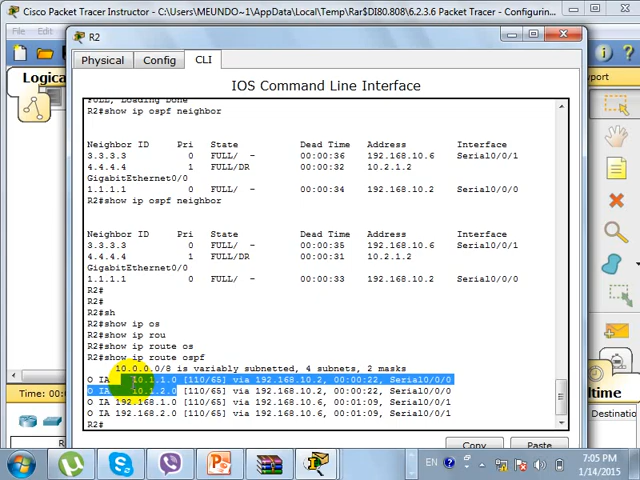 Cisco Packet Tracer Instructor - C:\Users\MEUNDO~1\AppData\Local\Temp\Rar$DI80.808\6.2.3.6 Packet Tracer - Configurin...
File
Logica
R2
Physical
Config
CLI
IOS Command Line Interface
FULL, Loading Done
R2#show ip ospf neighbor
Neighbor ID Pri State Dead Time Address Interface
3.3.3.3 0 FULL/ - 00:00:36 192.168.10.6 Serial0/0/1
4.4.4.4 1 FULL/DR 00:00:32 10.2.1.2
GigabitEthernet0/0
1.1.1.1 0 FULL/ - 00:00:34 192.168.10.2 Serial0/0/0
R2#show ip ospf neighbor
Neighbor ID Pri State Dead Time Address Interface
3.3.3.3 0 FULL/ - 00:00:35 192.168.10.6 Serial0/0/1
4.4.4.4 1 FULL/DR 00:00:31 10.2.1.2
GigabitEthernet0/0
1.1.1.1 0 FULL/ - 00:00:33 192.168.10.2 Serial0/0/0
R2#
R2#
R2#sh
R2#show ip os
R2#show ip rou
R2#show ip route os
R2#show ip route ospf
10.0.0.0/8 is variably subnetted, 4 subnets, 2 masks
O IA 10.1.1.0 [110/65] via 192.168.10.2, 00:00:22, Serial0/0/0
O IA 10.1.2.0 [110/65] via 192.168.10.2, 00:00:22, Serial0/0/0
O IA 192.168.1.0 [110/65] via 192.168.10.6, 00:01:09, Serial0/0/1
O IA 192.168.2.0 [110/65] via 192.168.10.6, 00:01:09, Serial0/0/1
R2#
Copy
Paste
port
Time:
ealtime
Destinatio
EN
7:05 PM
1/14/2015